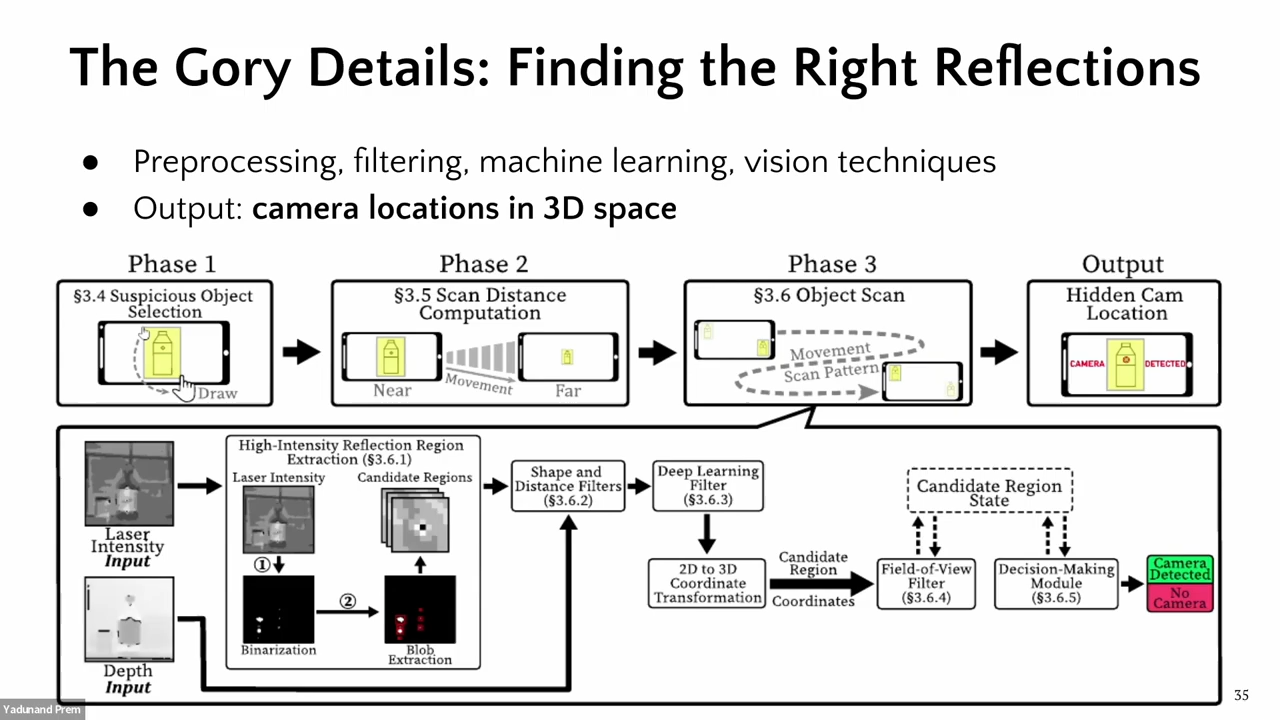 The Gory Details: Finding the Right Reflections
● Preprocessing, filtering, machine learning, vision techniques
● Output: camera locations in 3D space
Phase 1
§3.4 Suspicious Object
Selection
Draw
Phase 2
§3.5 Scan Distance
Computation
Near
Movement
Far
Phase 3
§3.6 Object Scan
Movement
Scan Pattern
Output
Hidden Cam
Location
CAMERA DETECTED
Laser
Intensity
Input
Depth
Input
High-Intensity Reflection Region
Extraction (§3.6.1)
Laser Intensity
Candidate Regions
①
②
Binarization
Blob
Extraction
Shape and
Distance Filters
(§3.6.2)
Deep Learning
Filter
(§3.6.3)
2D to 3D
Coordinate
Transformation
Candidate
Region
Coordinates
Candidate Region
State
Field-of-View
Filter
(§3.6.4)
Decision-Making
Module
(§3.6.5)
Camera
Detected
No
Camera
35
Yadunand Prem